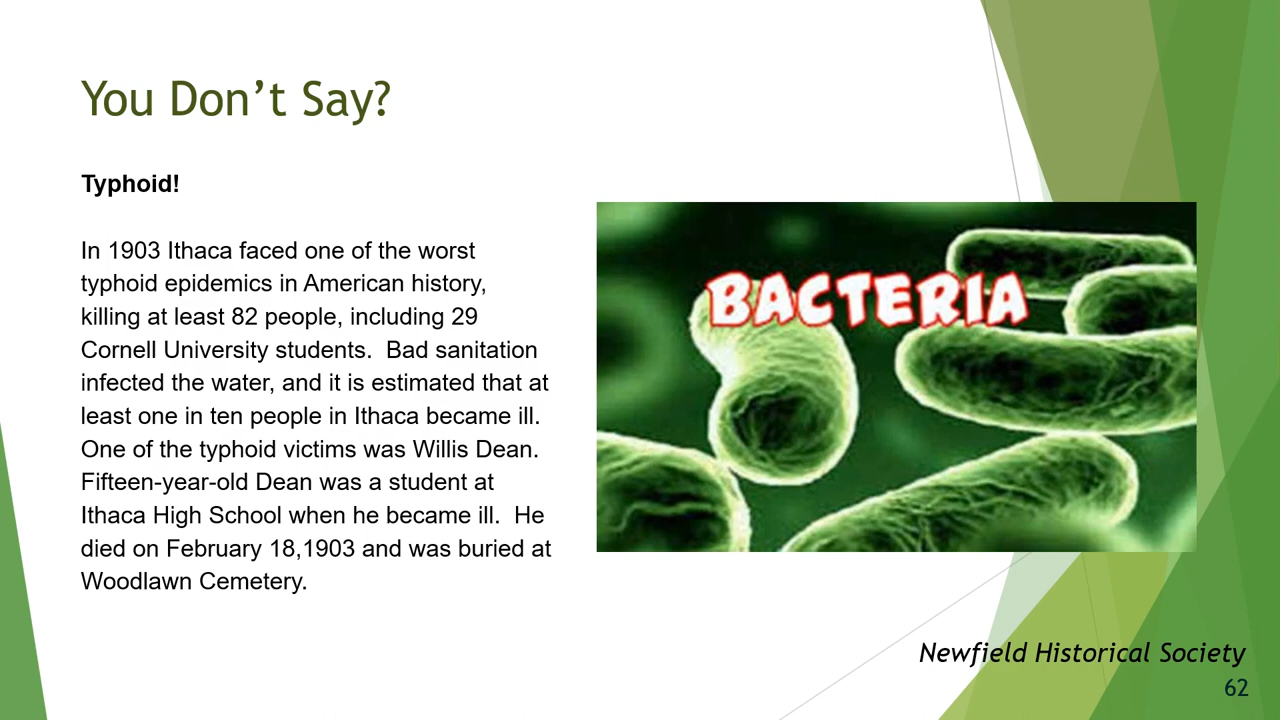 You Don’t Say?
Typhoid!
In 1903 Ithaca faced one of the worst
typhoid epidemics in American history,
killing at least 82 people, including 29
Cornell University students.  Bad sanitation
infected the water, and it is estimated that at
least one in ten people in Ithaca became ill.
One of the typhoid victims was Willis Dean.
Fifteen-year-old Dean was a student at
Ithaca High School when he became ill.  He
died on February 18,1903 and was buried at
Woodlawn Cemetery.
BACTERIA
Newfield Historical Society
62